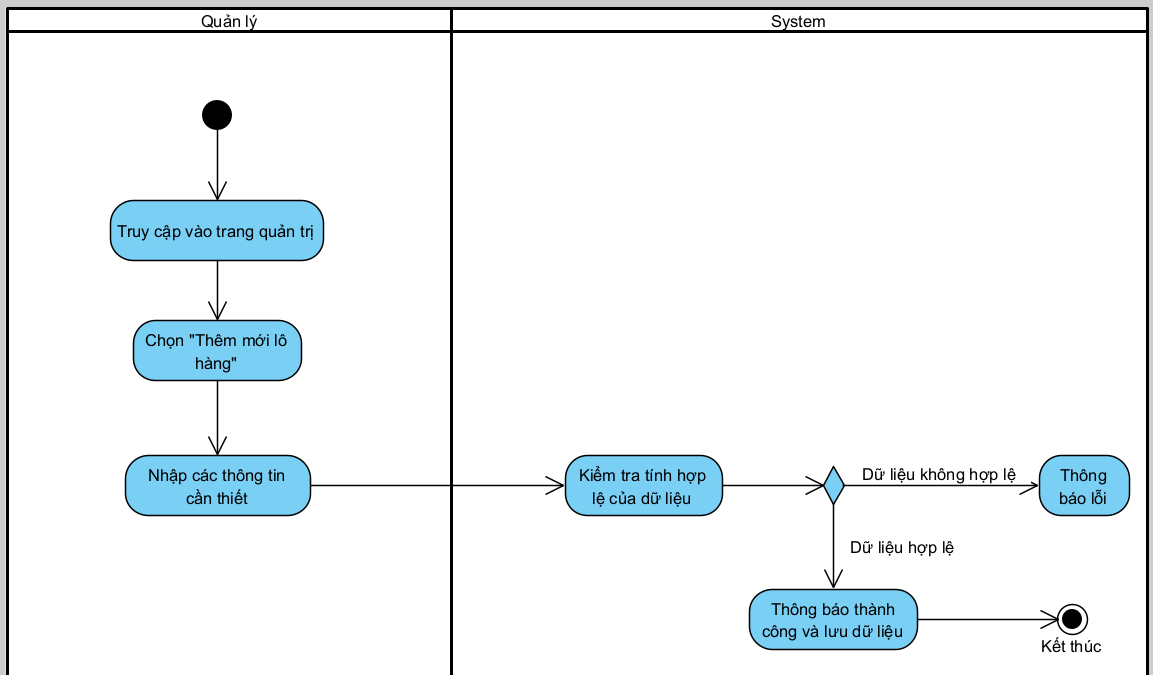 Quản lý
System
Truy cập vào trang quản trị
Chọn "Thêm mới lô
hàng"
Nhập các thông tin
cần thiết
Kiểm tra tính hợp
lệ của dữ liệu
Dữ liệu không hợp lệ
Thông
báo lỗi
Dữ liệu hợp lệ
Thông báo thành
công và lưu dữ liệu
Kết thúc